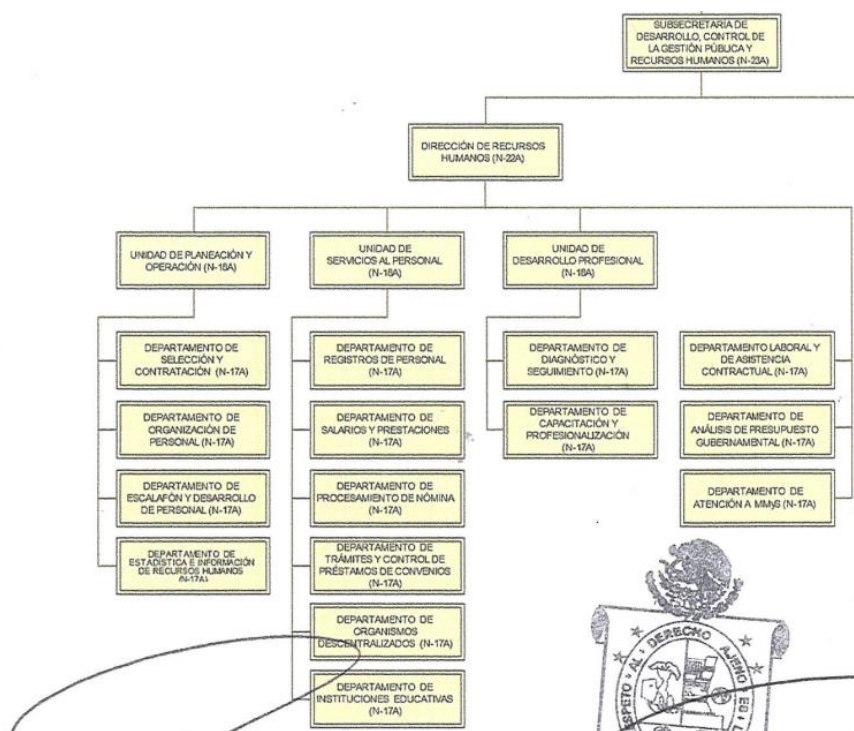 SUBSECRETARÍA DE
DESARROLLO, CONTROL DE
LA GESTIÓN PÚBLICA Y
RECURSOS HUMANOS (N-23A)
DIRECCIÓN DE RECURSOS
HUMANOS (N-22A)
UNIDAD DE PLANEACIÓN Y
OPERACIÓN (N-18A)
UNIDAD DE
SERVICIOS AL PERSONAL
(N-18A)
UNIDAD DE
DESARROLLO PROFESIONAL
(N-18A)
DEPARTAMENTO DE
SELECCIÓN Y
CONTRATACIÓN (N-17A)
DEPARTAMENTO DE
ORGANIZACIÓN DE
PERSONAL (N-17A)
DEPARTAMENTO DE
ESCALAFÓN Y DESARROLLO
DE PERSONAL (N-17A)
DEPARTAMENTO DE
ESTADÍSTICA E INFORMACIÓN
DE RECURSOS HUMANOS
(N-17A)
DEPARTAMENTO DE
REGISTROS DE PERSONAL
(N-17A)
DEPARTAMENTO DE
SALARIOS Y PRESTACIONES
(N-17A)
DEPARTAMENTO DE
PROCESAMIENTO DE NÓMINA
(N-17A)
DEPARTAMENTO DE
TRÁMITES Y CONTROL DE
PRÉSTAMOS DE CONVENIOS
(N-17A)
DEPARTAMENTO DE
ORGANISMOS
DESCENTRALIZADOS (N-17A)
DEPARTAMENTO DE
INSTITUCIONES EDUCATIVAS
(N-17A)
DEPARTAMENTO DE
DIAGNÓSTICO Y
SEGUIMIENTO (N-17A)
DEPARTAMENTO DE
CAPACITACIÓN Y
PROFESIONALIZACIÓN
(N-17A)
DEPARTAMENTO LABORAL Y
DE ASISTENCIA
CONTRACTUAL (N-17A)
DEPARTAMENTO DE
ANÁLISIS DE PRESUPUESTO
GUBERNAMENTAL (N-17A)
DEPARTAMENTO DE
ATENCIÓN A MMyS (N-17A)
RESPETO AL DERECHO AJENO ES